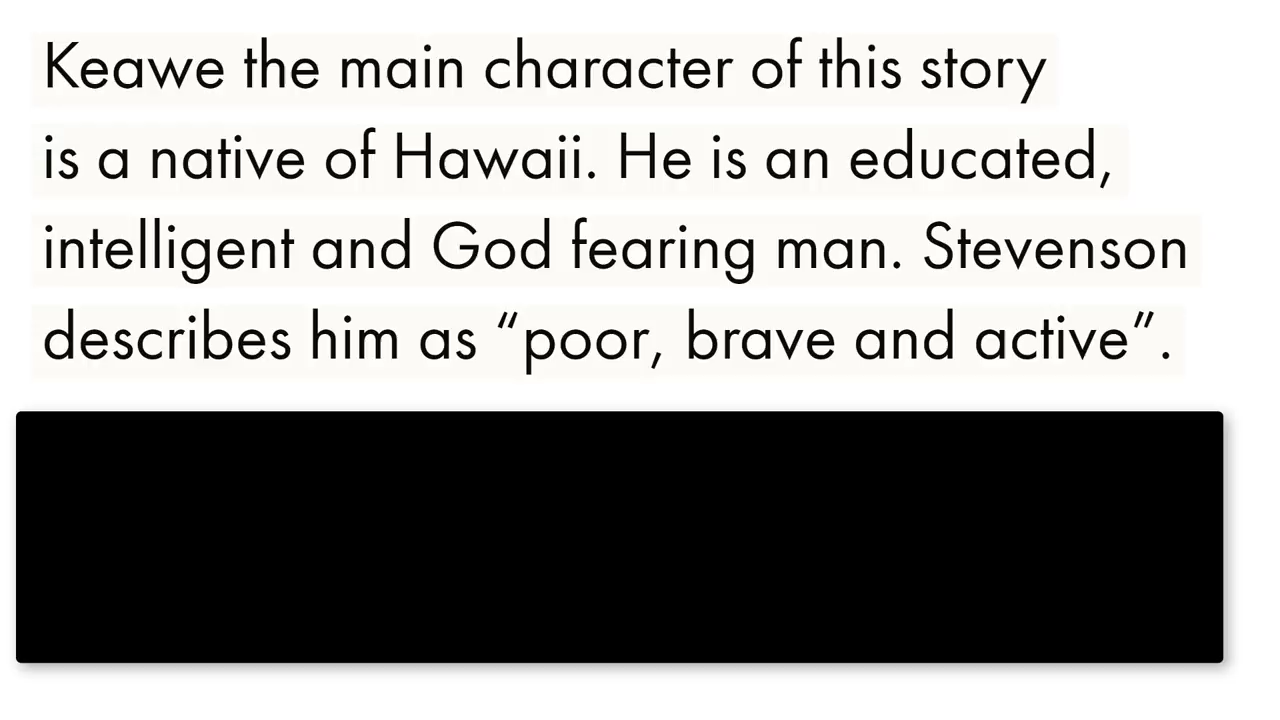 Keawe the main character of this story
is a native of Hawaii. He is an educated,
intelligent and God fearing man. Stevenson
describes him as “poor, brave and active”.